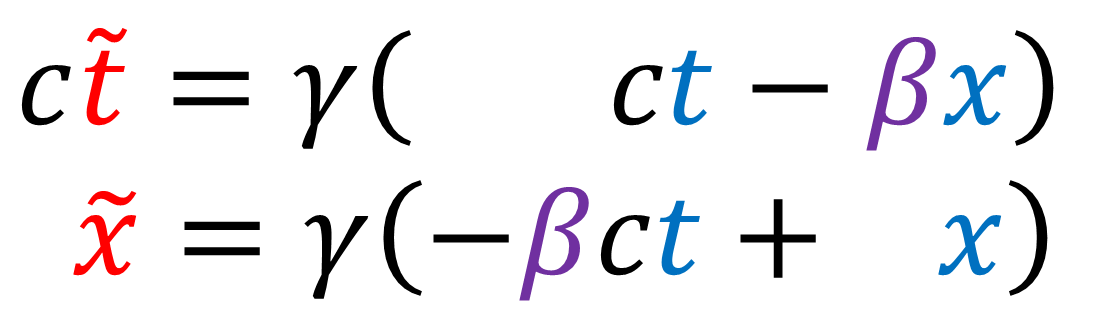 ct̃ = γ(ct − βx)
x̃ = γ(−βct + x)